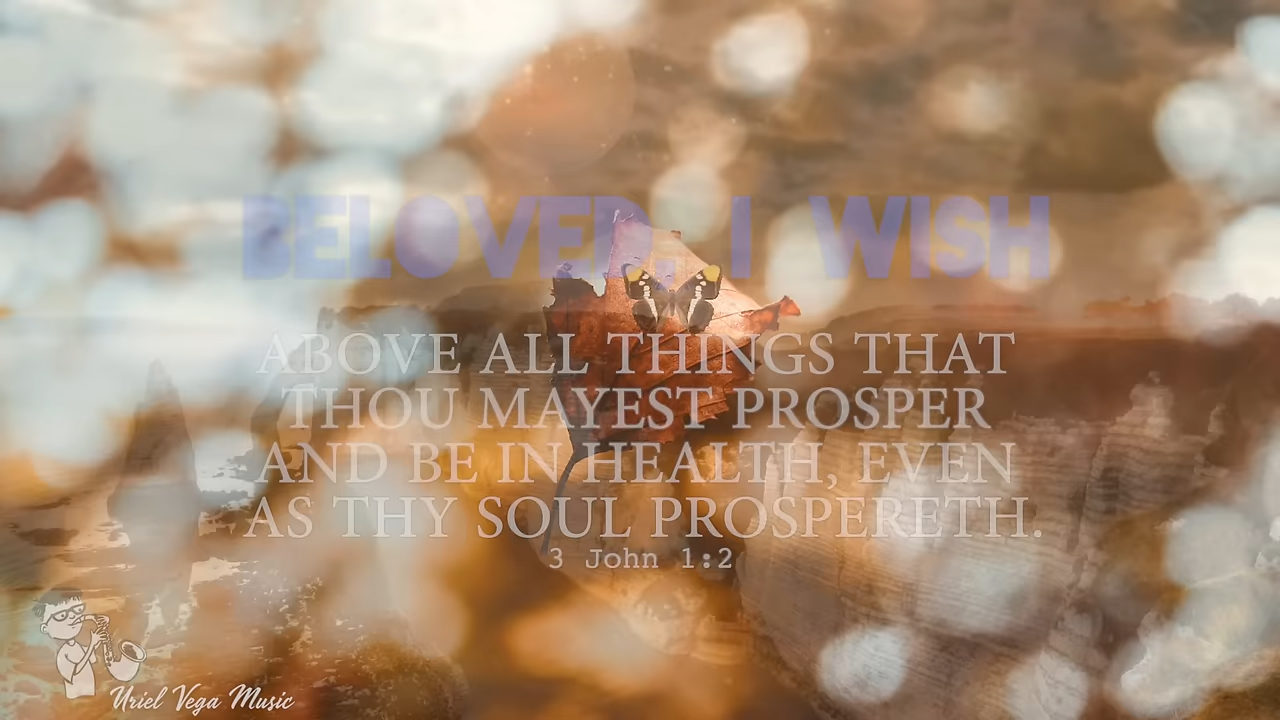 BELOVED, I WISH
ABOVE ALL THINGS THAT
THOU MAYEST PROSPER
AND BE IN HEALTH, EVEN
AS THY SOUL PROSPERETH.
3 John 1:2
Uriel Vega Music